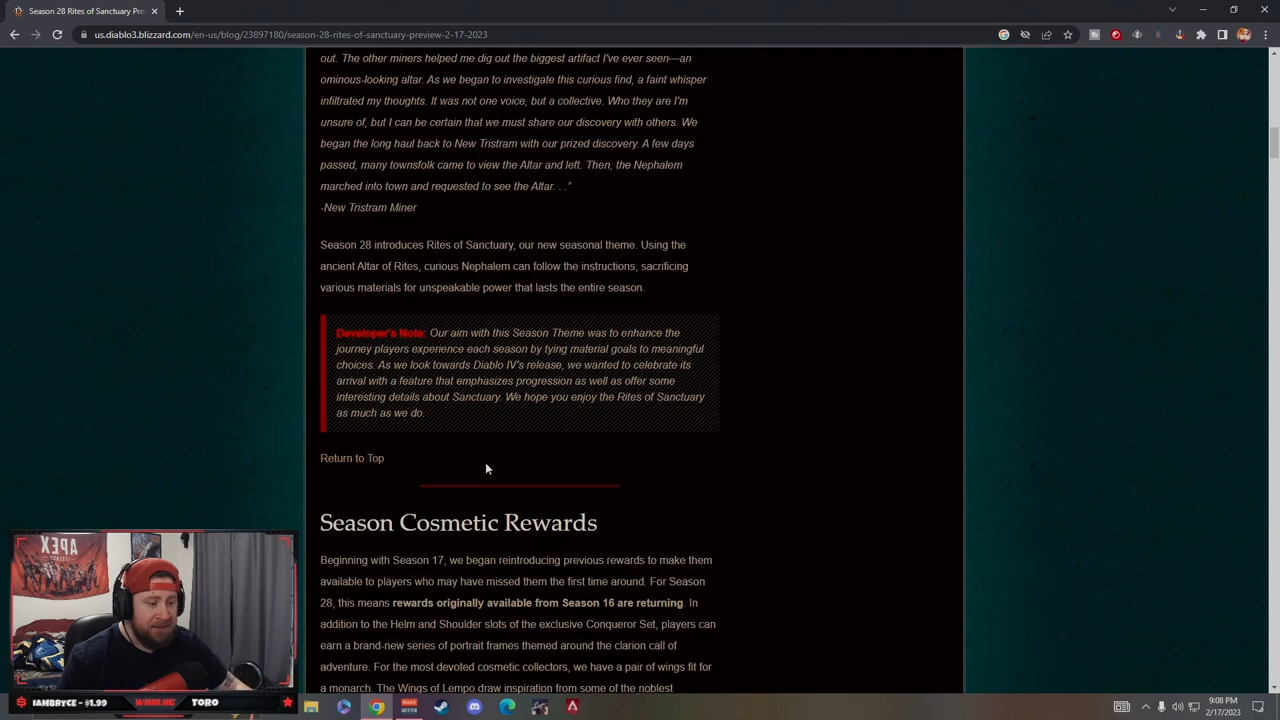 Season 28 Rites of Sanctuary Prev
us.diablo3.blizzard.com/en-us/blog/23897180/season-28-rites-of-sanctuary-preview-2-17-2023
out. The other miners helped me dig out the biggest artifact I've ever seen—an
ominous-looking altar. As we began to investigate this curious find, a faint whisper
infiltrated my thoughts. It was not one voice, but a collective. Who they are I'm
unsure of, but I can be certain that we must share our discovery with others. We
began the long haul back to New Tristram with our prized discovery. A few days
passed, many townsfolk came to view the Altar and left. Then, the Nephalem
marched into town and requested to see the Altar. . .”
-New Tristram Miner
Season 28 introduces Rites of Sanctuary, our new seasonal theme. Using the
ancient Altar of Rites, curious Nephalem can follow the instructions, sacrificing
various materials for unspeakable power that lasts the entire season.
Developer's Note: Our aim with this Season Theme was to enhance the
journey players experience each season by tying material goals to meaningful
choices. As we look towards Diablo IV's release, we wanted to celebrate its
arrival with a feature that emphasizes progression as well as offer some
interesting details about Sanctuary. We hope you enjoy the Rites of Sanctuary
as much as we do.
Return to Top
Season Cosmetic Rewards
Beginning with Season 17, we began reintroducing previous rewards to make them
available to players who may have missed them the first time around. For Season
28, this means rewards originally available from Season 16 are returning. In
addition to the Helm and Shoulder slots of the exclusive Conqueror Set, players can
earn a brand-new series of portrait frames themed around the clarion call of
adventure. For the most devoted cosmetic collectors, we have a pair of wings fit for
a monarch. The Wings of Lempo draw inspiration from some of the noblest
APEX
IAMBRYCE - $1.99
TORO
9:08 PM
2/17/2023